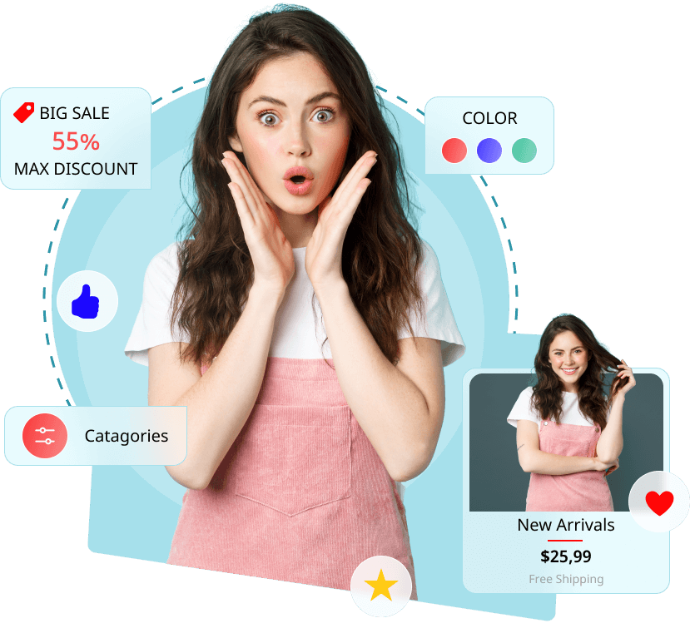 BIG SALE
55%
MAX DISCOUNT
COLOR
Catagories
New Arrivals
$25,99
Free Shipping